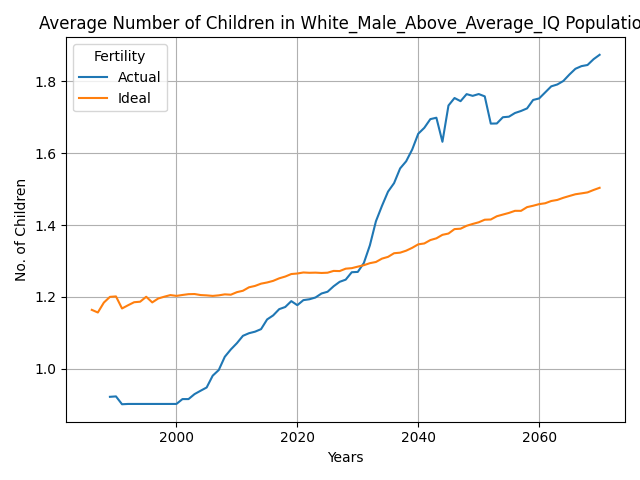 Average Number of Children in White_Male_Above_Average_IQ Populatio
Fertility
Actual
Ideal
No. of Children
1.8
1.6
1.4
1.2
1.0
2000 2020 2040 2060
Years